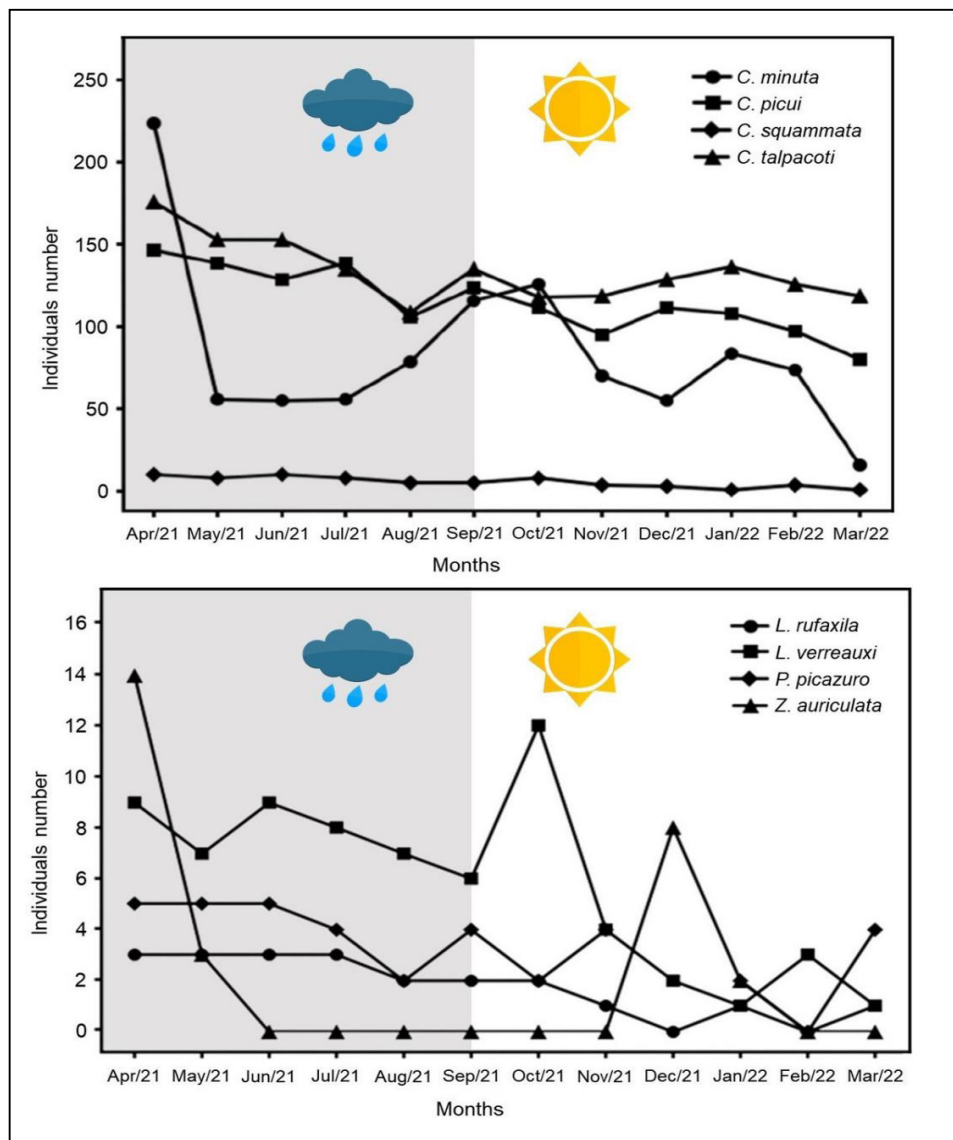 250
200
150
100
50
0
Individuals number
C. minuta
C. picui
C. squammata
C. talpacoti
Apr/21 May/21 Jun/21 Jul/21 Aug/21 Sep/21 Oct/21 Nov/21 Dec/21 Jan/22 Feb/22 Mar/22
Months
16
14
12
10
8
6
4
2
0
Individuals number
L. rufaxila
L. verreauxi
P. picazuro
Z. auriculata
Apr/21 May/21 Jun/21 Jul/21 Aug/21 Sep/21 Oct/21 Nov/21 Dec/21 Jan/22 Feb/22 Mar/22
Months